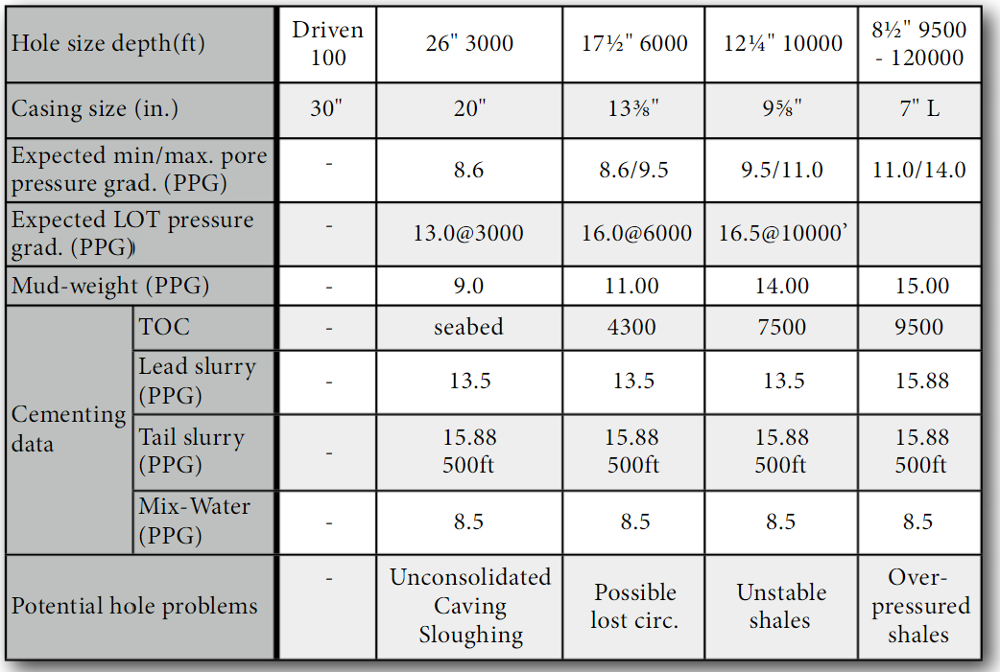 Hole size depth(ft)
Driven
100
26" 3000
17½" 6000
12¼" 10000
8½" 9500
- 120000
Casing size (in.)
30"
20"
13⅜"
9⅝"
7" L
Expected min/max. pore
pressure grad. (PPG)
-
8.6
8.6/9.5
9.5/11.0
11.0/14.0
Expected LOT pressure
grad. (PPG)
-
13.0@3000
16.0@6000
16.5@10000’
Mud-weight (PPG)
-
9.0
11.00
14.00
15.00
Cementing
data
TOC
-
seabed
4300
7500
9500
Lead slurry
(PPG)
-
13.5
13.5
13.5
15.88
Tail slurry
(PPG)
-
15.88
500ft
15.88
500ft
15.88
500ft
15.88
500ft
Mix-Water
(PPG)
-
8.5
8.5
8.5
8.5
Potential hole problems
-
Unconsolidated
Caving
Sloughing
Possible
lost circ.
Unstable
shales
Over-
pressured
shales